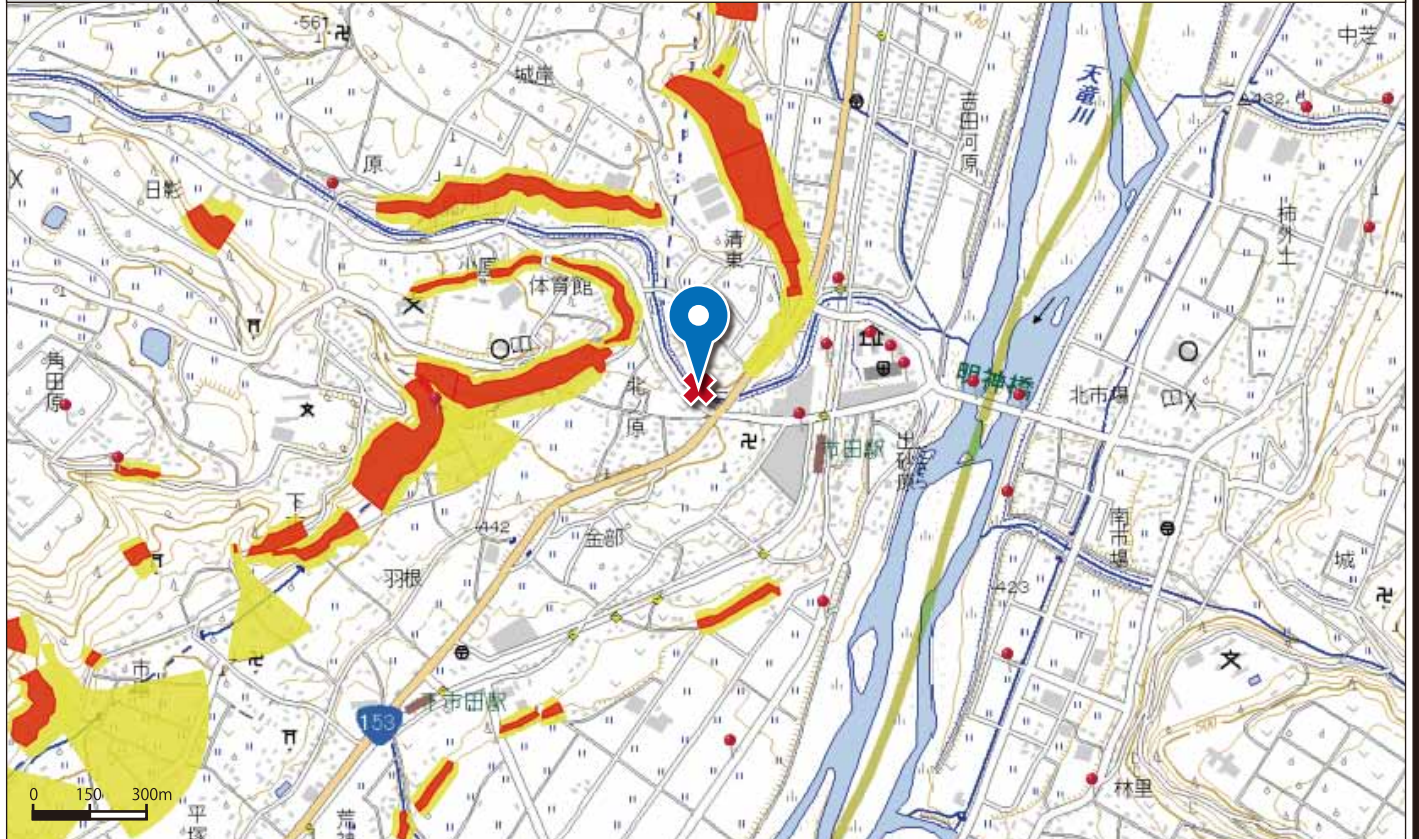 561
中芝
城岸
天竜川
432
吉田河原
原
日影
柿外土
清東
体育館
角田原
明神橋
北市場
北原
市田駅
出砂原
下
442
金部
南市場
羽根
城
423
市
下市田駅
153
500
林里
平塚
荒神
0 150 300m